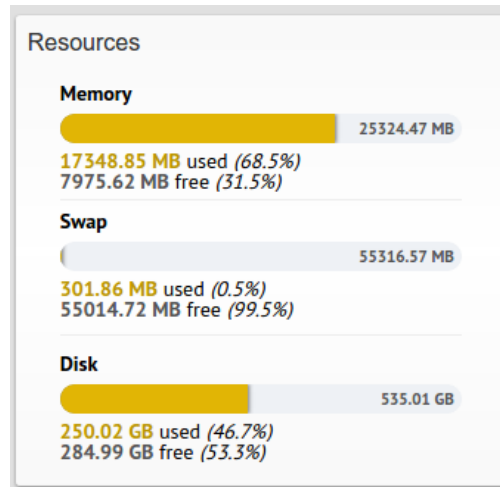 Resources
Memory
25324.47 MB
17348.85 MB used (68.5%)
7975.62 MB free (31.5%)
Swap
55316.57 MB
301.86 MB used (0.5%)
55014.72 MB free (99.5%)
Disk
535.01 GB
250.02 GB used (46.7%)
284.99 GB free (53.3%)